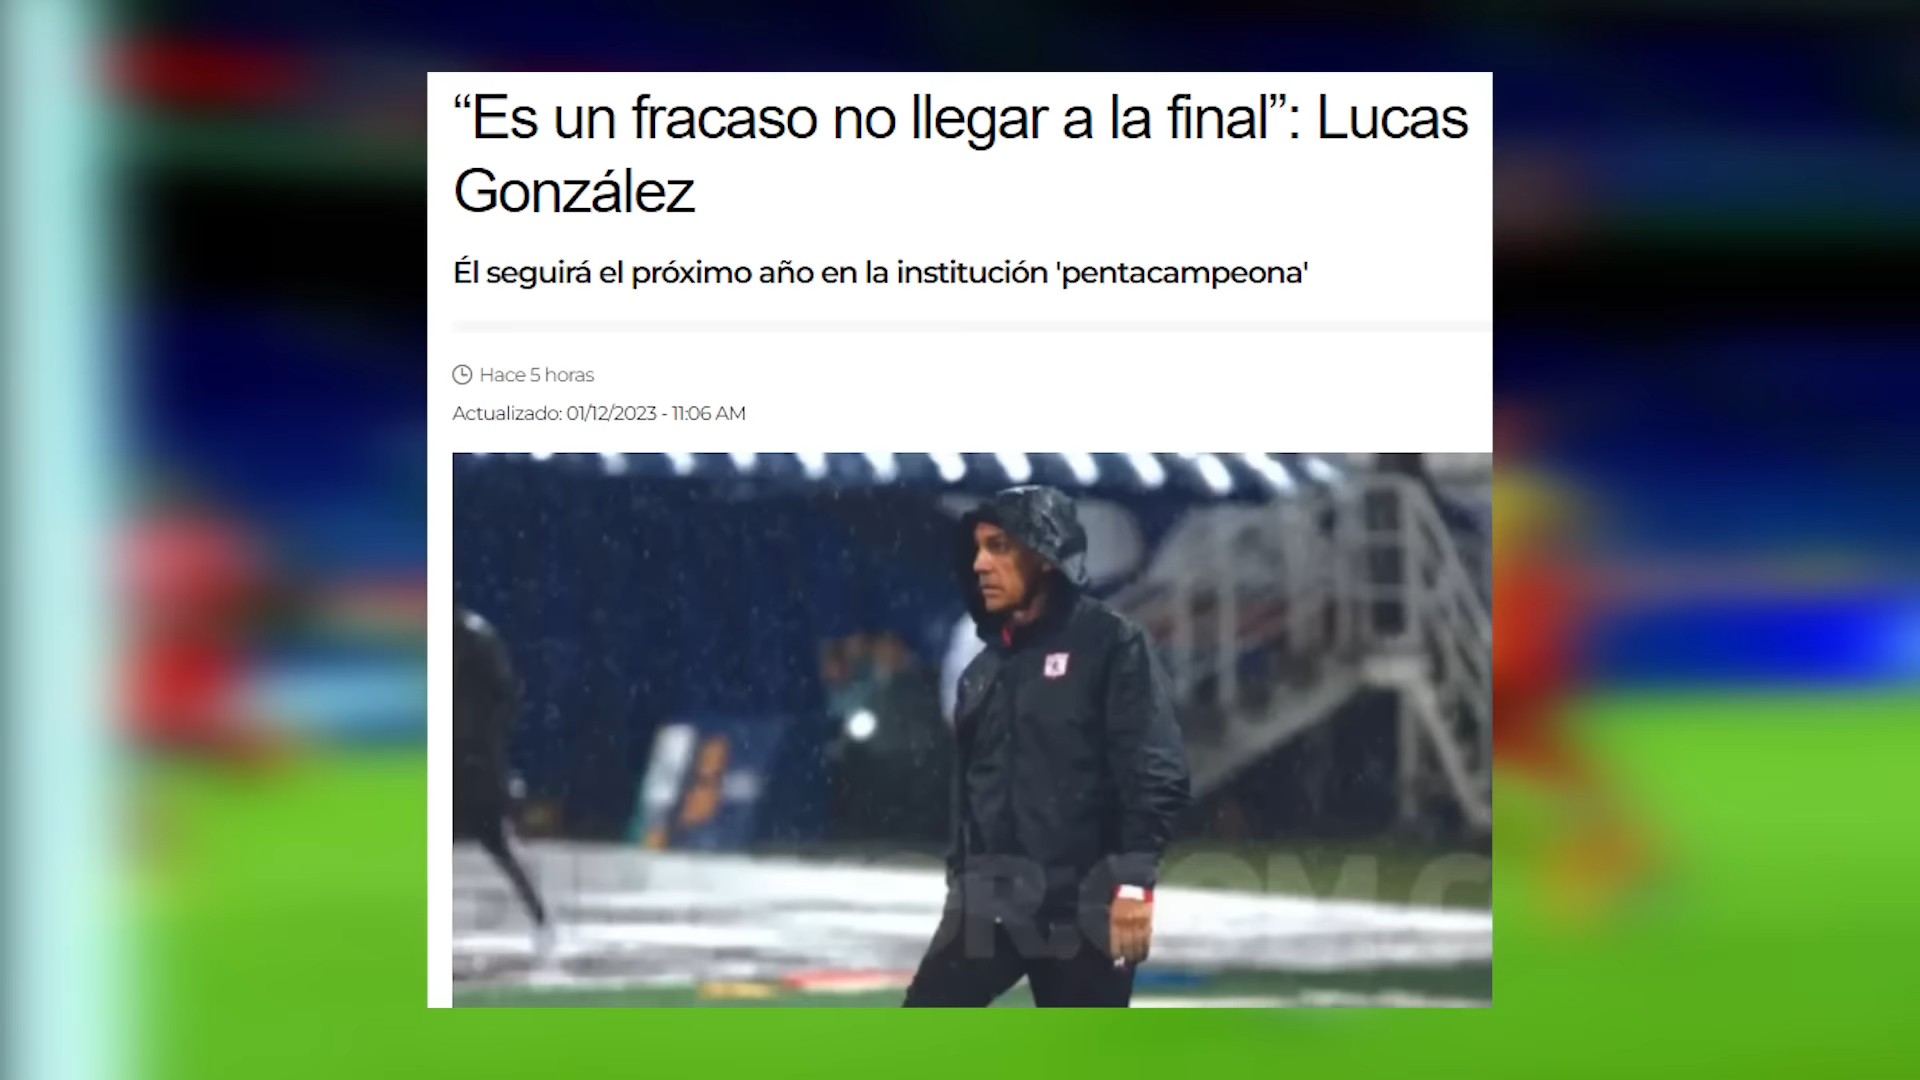 “Es un fracaso no llegar a la final”: Lucas
González
Él seguirá el próximo año en la institución 'pentacampeona'
Hace 5 horas
Actualizado: 01/12/2023 - 11:06 AM